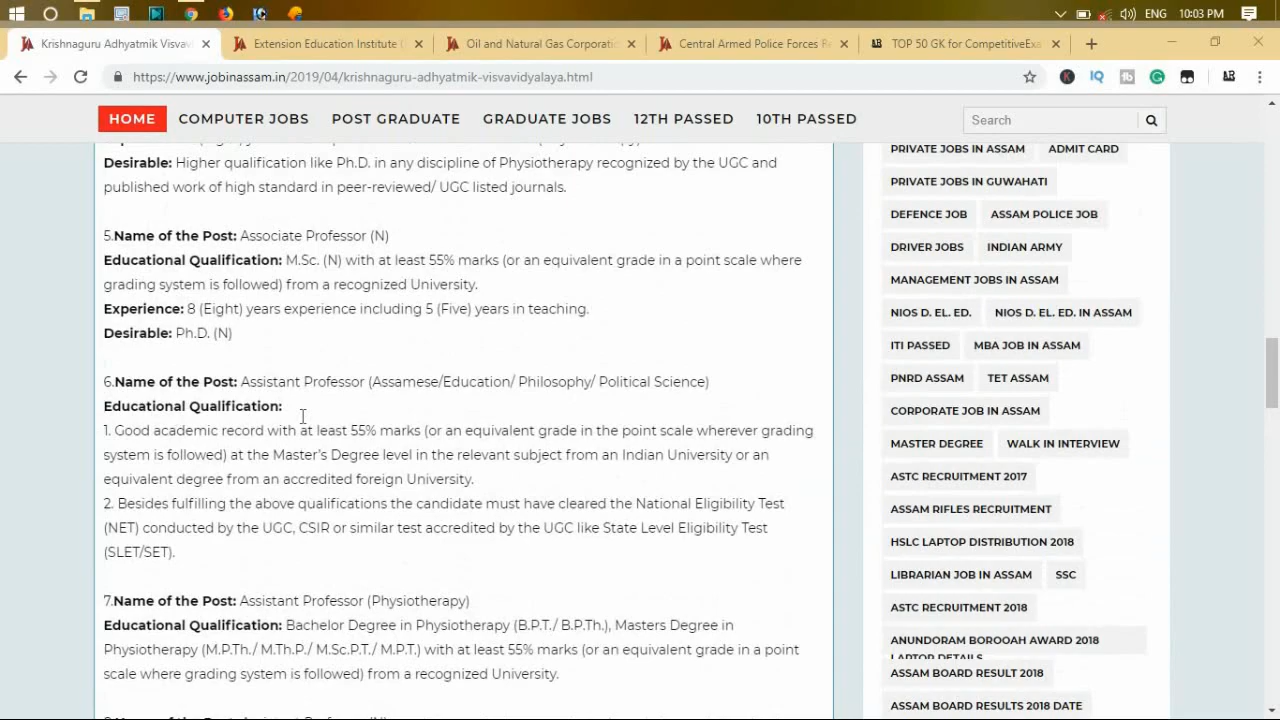 ENG 10:03 PM
Krishnaguru Adhyatmik Visvav
Extension Education Institute (
Oil and Natural Gas Corporatio
Central Armed Police Forces R
TOP 50 GK for CompetitiveExa
https://www.jobinassam.in/2019/04/krishnaguru-adhyatmik-visvavidyalaya.html
HOME COMPUTER JOBS POST GRADUATE GRADUATE JOBS 12TH PASSED 10TH PASSED
Search
Desirable: Higher qualification like Ph.D. in any discipline of Physiotherapy recognized by the UGC and
published work of high standard in peer-reviewed/ UGC listed journals.
5.Name of the Post: Associate Professor (N)
Educational Qualification: M.Sc. (N) with at least 55% marks (or an equivalent grade in a point scale where
grading system is followed) from a recognized University.
Experience: 8 (Eight) years experience including 5 (Five) years in teaching.
Desirable: Ph.D. (N)
6.Name of the Post: Assistant Professor (Assamese/Education/ Philosophy/ Political Science)
Educational Qualification:
1. Good academic record with at least 55% marks (or an equivalent grade in the point scale wherever grading
system is followed) at the Master's Degree level in the relevant subject from an Indian University or an
equivalent degree from an accredited foreign University.
2. Besides fulfilling the above qualifications the candidate must have cleared the National Eligibility Test
(NET) conducted by the UGC, CSIR or similar test accredited by the UGC like State Level Eligibility Test
(SLET/SET).
7.Name of the Post: Assistant Professor (Physiotherapy)
Educational Qualification: Bachelor Degree in Physiotherapy (B.P.T./ B.P.Th.), Masters Degree in
Physiotherapy (M.P.Th./ M.Th.P./ M.Sc.P.T./ M.P.T.) with at least 55% marks (or an equivalent grade in a point
scale where grading system is followed) from a recognized University.
PRIVATE JOBS IN ASSAM ADMIT CARD
PRIVATE JOBS IN GUWAHATI
DEFENCE JOB ASSAM POLICE JOB
DRIVER JOBS INDIAN ARMY
MANAGEMENT JOBS IN ASSAM
NIOS D. EL. ED. NIOS D. EL. ED. IN ASSAM
ITI PASSED MBA JOB IN ASSAM
PNRD ASSAM TET ASSAM
CORPORATE JOB IN ASSAM
MASTER DEGREE WALK IN INTERVIEW
ASTC RECRUITMENT 2017
ASSAM RIFLES RECRUITMENT
HSLC LAPTOP DISTRIBUTION 2018
LIBRARIAN JOB IN ASSAM SSC
ASTC RECRUITMENT 2018
ANUNDORAM BOROOAH AWARD 2018
LAPTOP DETAILS
ASSAM BOARD RESULT 2018
ASSAM BOARD RESULTS 2018 DATE